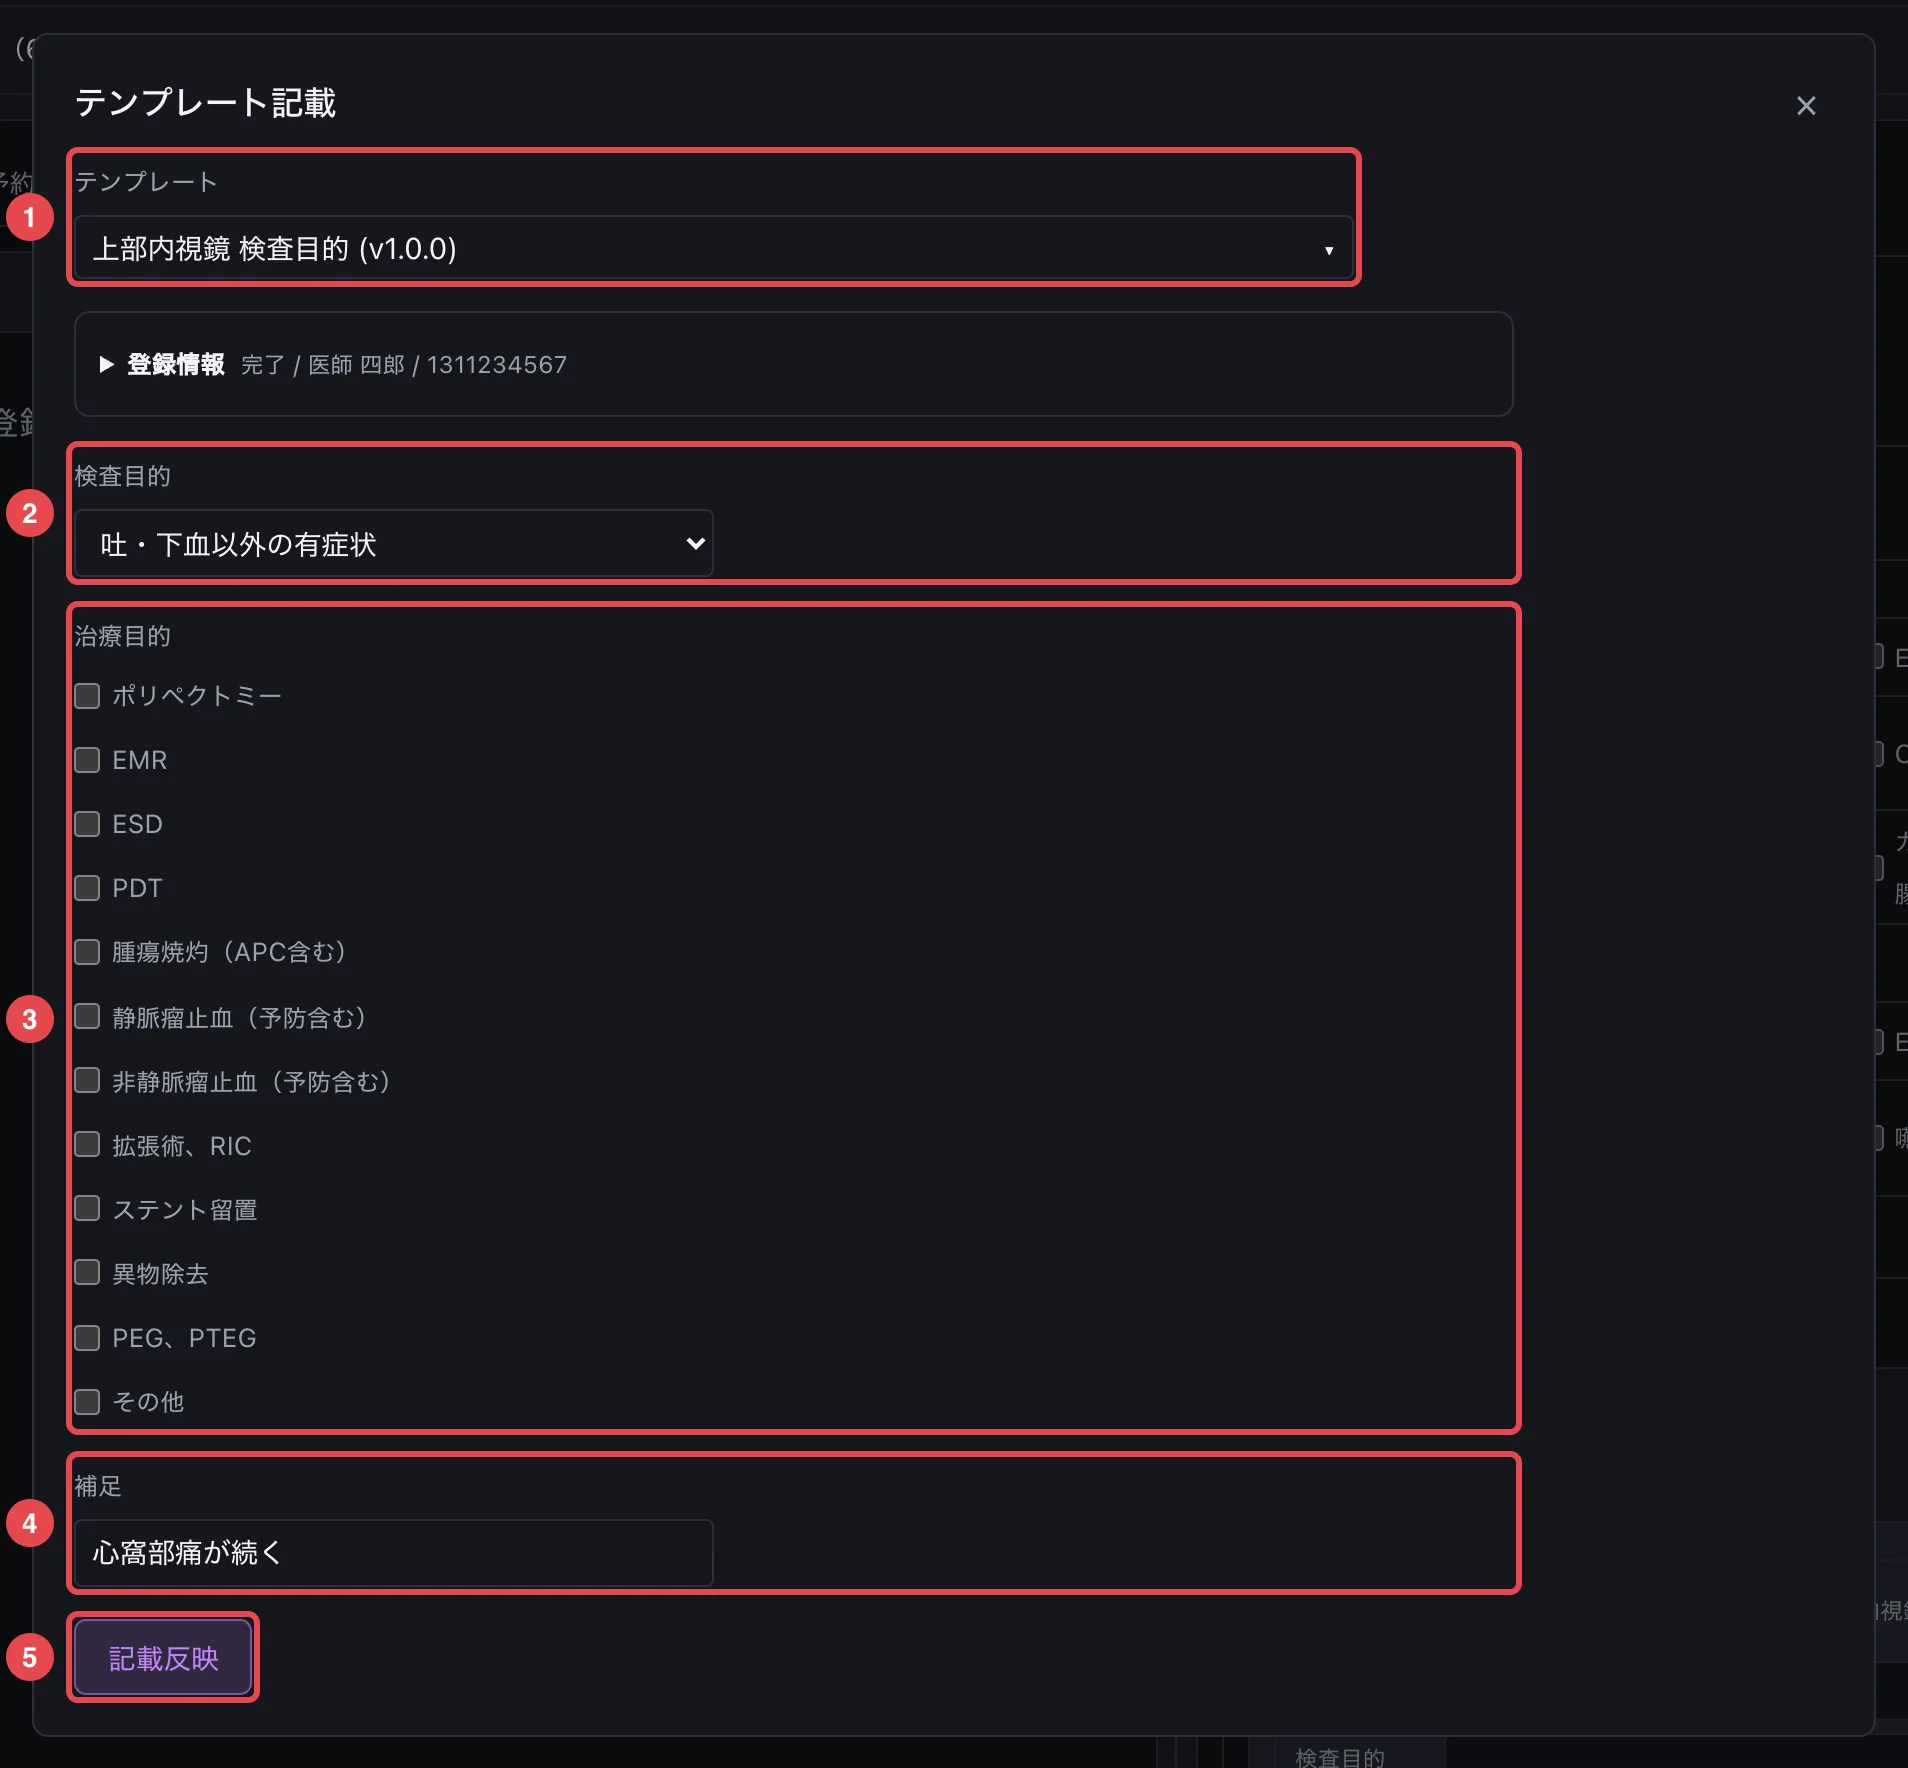 テンプレート記載
×
テンプレート
1
上部内視鏡 検査目的 (v1.0.0)
▶ 登録情報 完了 / 医師 四郎 / 1311234567
検査目的
2
吐・下血以外の有症状
治療目的
ポリペクトミー
EMR
ESD
PDT
腫瘍焼灼（APC含む）
3
静脈瘤止血（予防含む）
非静脈瘤止血（予防含む）
拡張術、RIC
ステント留置
異物除去
PEG、PTEG
その他
補足
4
心窩部痛が続く
5
記載反映
検査目的